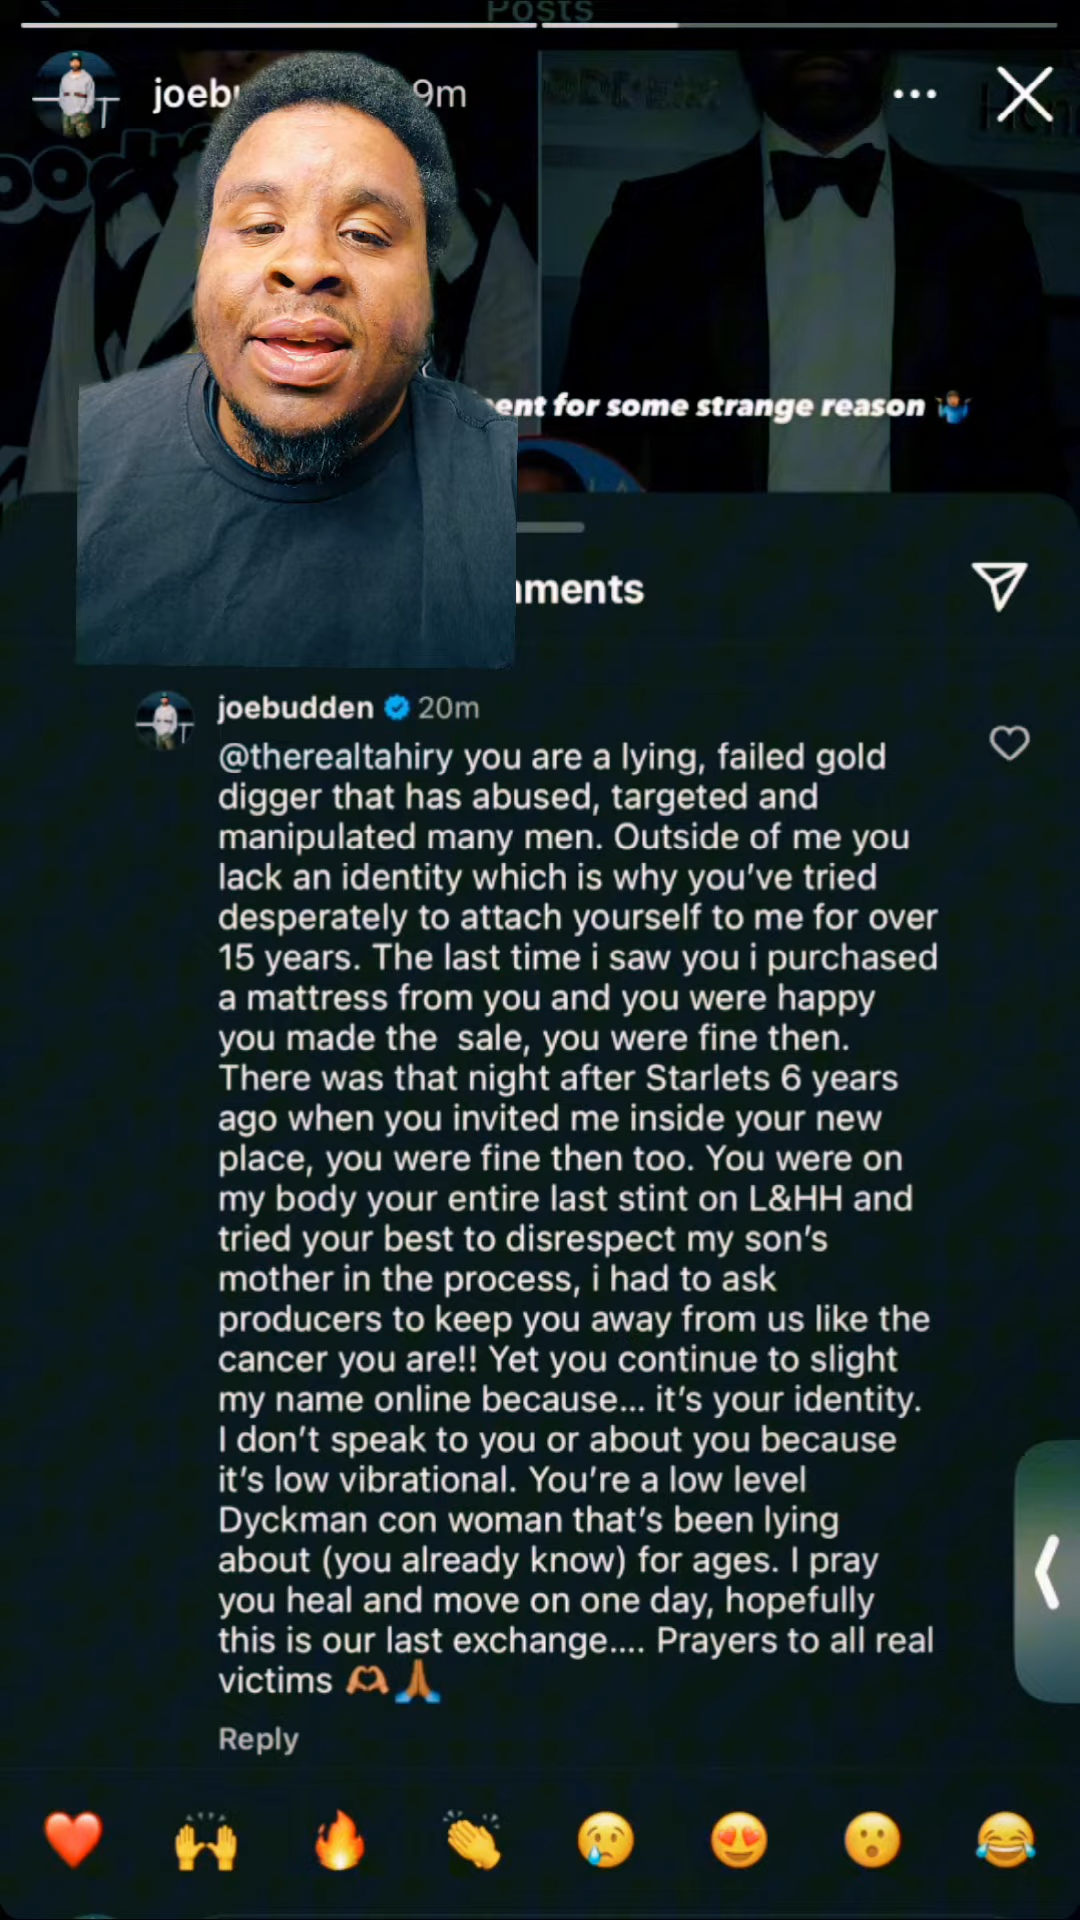 Posts
joeb
9m
ent for some strange reason 🤷🏾‍♂️
mments
joebudden 20m
@therealtahiry you are a lying, failed gold
digger that has abused, targeted and
manipulated many men. Outside of me you
lack an identity which is why you’ve tried
desperately to attach yourself to me for over
15 years. The last time i saw you i purchased
a mattress from you and you were happy
you made the  sale, you were fine then.
There was that night after Starlets 6 years
ago when you invited me inside your new
place, you were fine then too. You were on
my body your entire last stint on L&HH and
tried your best to disrespect my son’s
mother in the process, i had to ask
producers to keep you away from us like the
cancer you are!! Yet you continue to slight
my name online because... it’s your identity.
I don’t speak to you or about you because
it’s low vibrational. You’re a low level
Dyckman con woman that’s been lying
about (you already know) for ages. I pray
you heal and move on one day, hopefully
this is our last exchange.... Prayers to all real
victims 🫶🏾🙏🏾
Reply